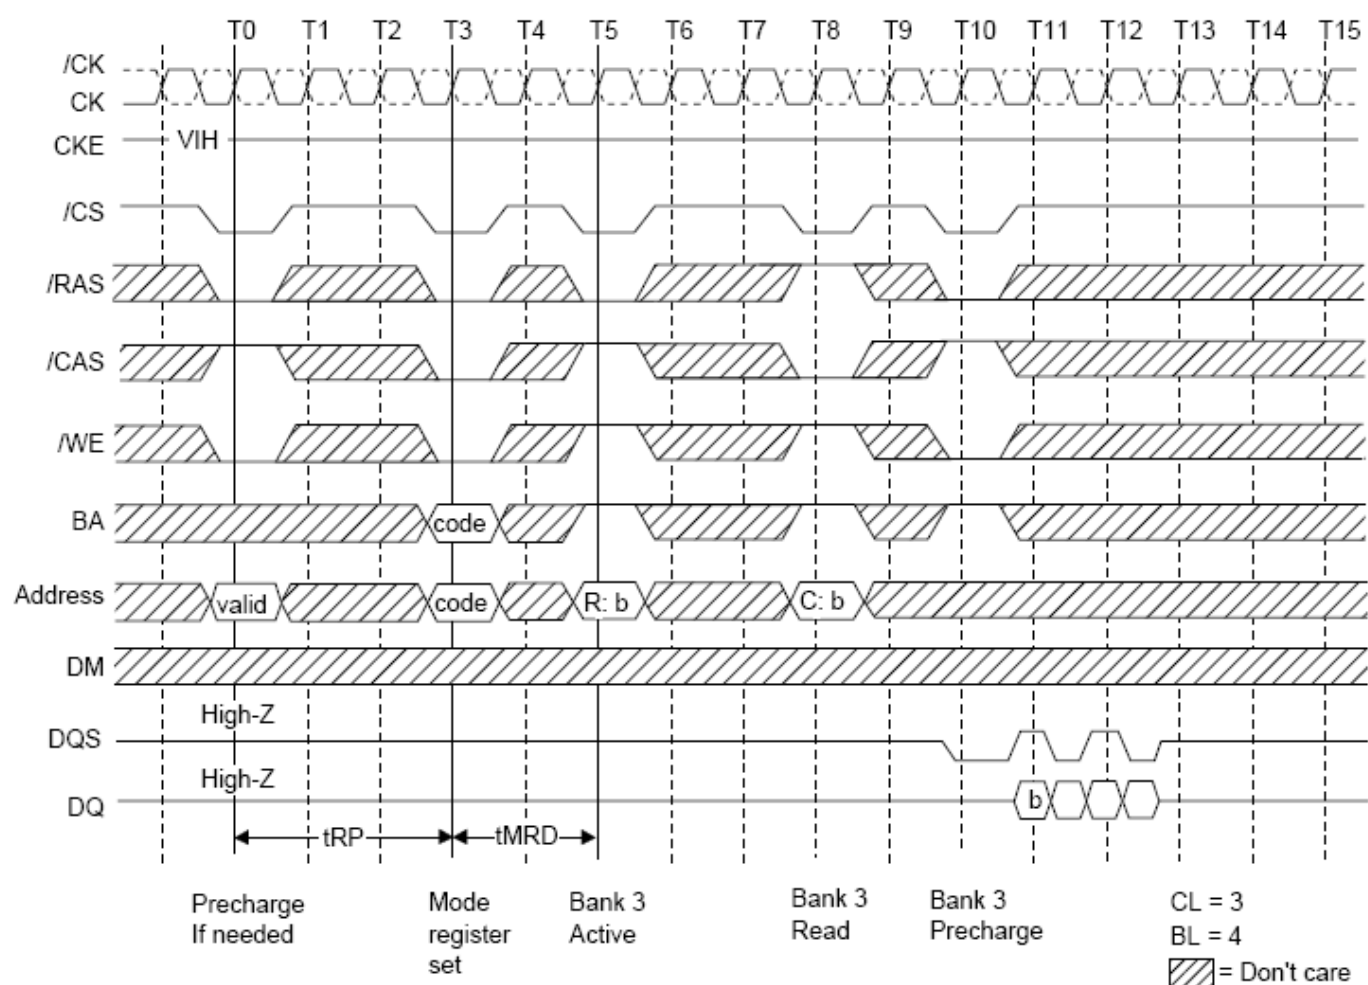 T0 T1 T2 T3 T4 T5 T6 T7 T8 T9 T10 T11 T12 T13 T14 T15
/CK
CK
CKE VIH
/CS
/RAS
/CAS
/WE
BA code
Address valid code R: b C: b
DM
High-Z
DQS
High-Z
DQ b
tRP tMRD
Precharge If needed
Mode register set
Bank 3 Active
Bank 3 Read
Bank 3 Precharge
CL = 3
BL = 4
= Don't care